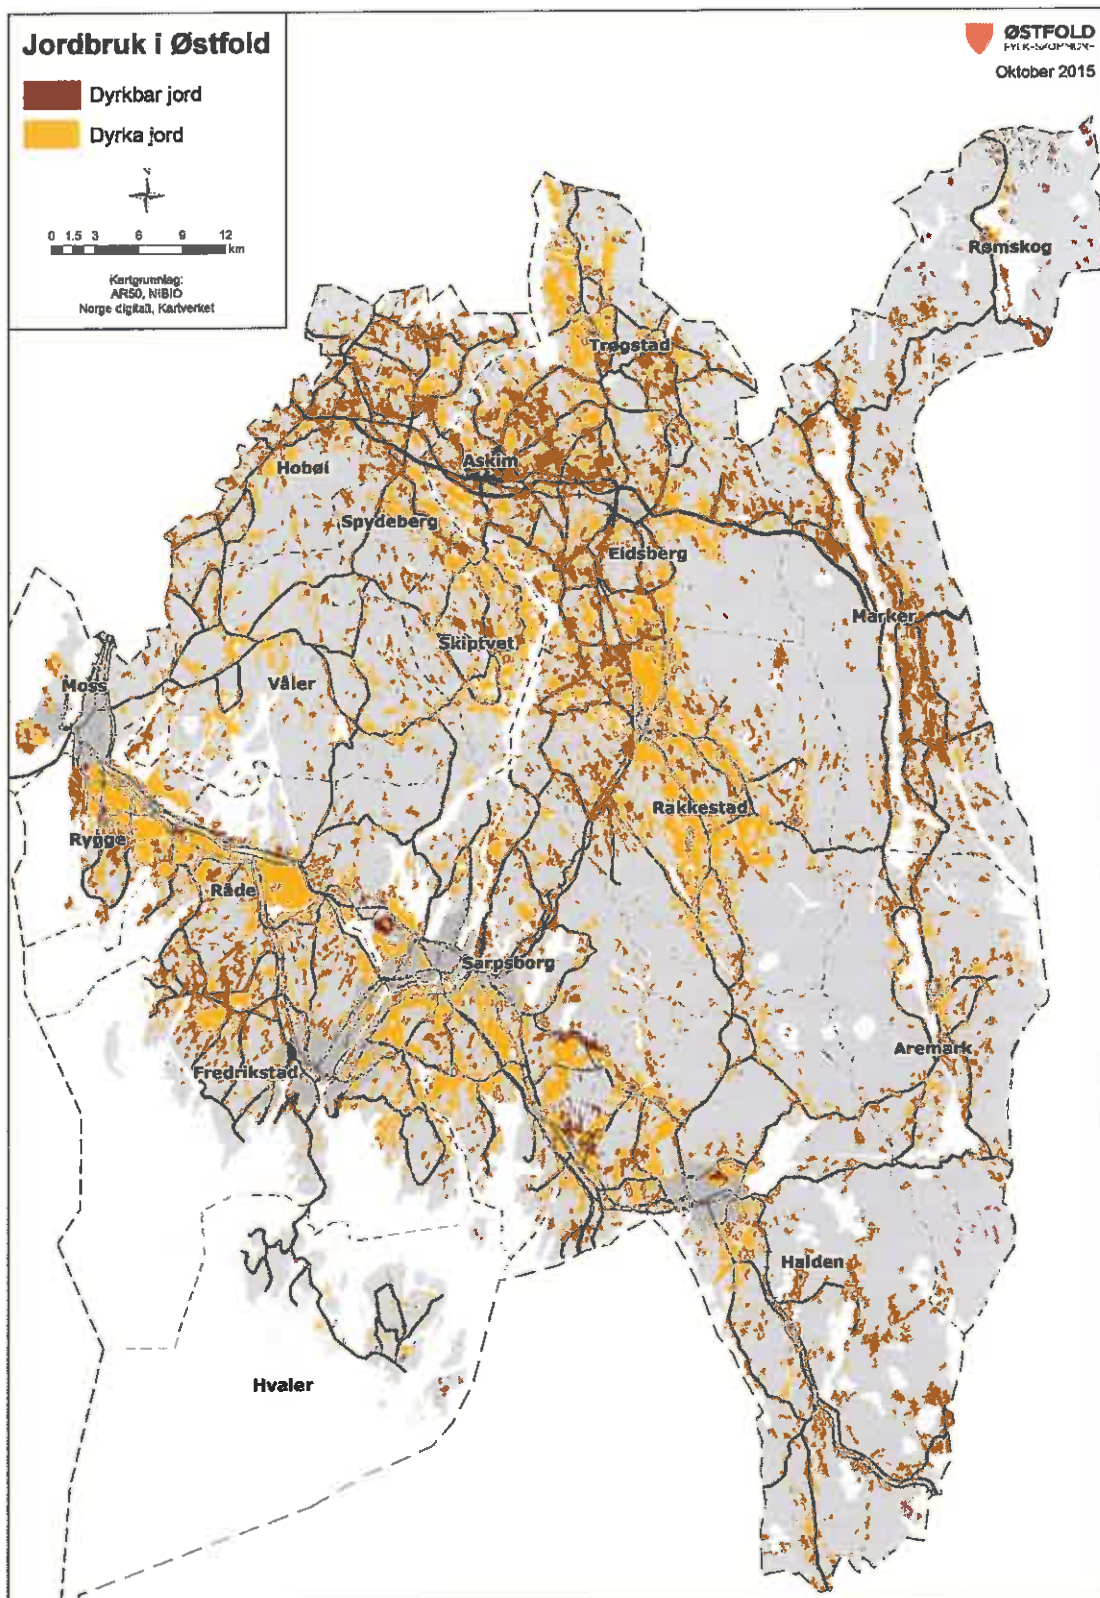 Jordbruk i Østfold
Dyrkbar jord
Dyrka jord
N
0 1.5 3 6 9 12
km
Kartgrunnlag:
AR50, NIBIO
Norge digitalt, Kartverket
ØSTFOLD
FYLKESKOMMUNE
Oktober 2015
Rømskog
Trøgstad
Hobøl
Askim
Spydeberg
Eidsberg
Marker
Skiptvet
Moss
Våler
Rakkestad
Rygge
Råde
Sarpsborg
Aremark
Fredrikstad
Halden
Hvaler